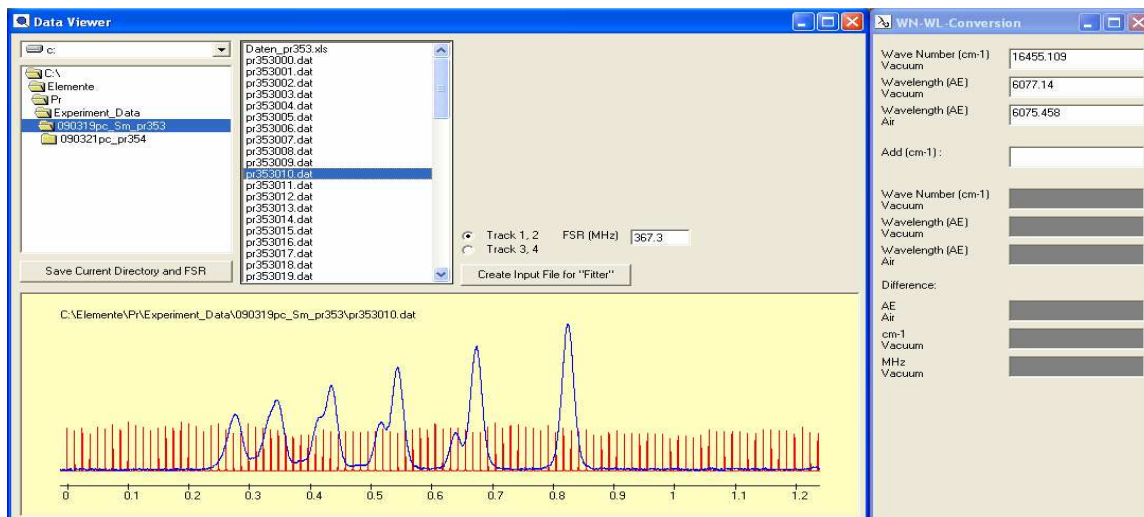 Data Viewer
c:
C:\
Elemente
Pr
Experiment_Data
090319pc_Sm_pr353
090321pc_pr354
Save Current Directory and FSR
Daten_pr353.xls
pr353000.dat
pr353001.dat
pr353002.dat
pr353003.dat
pr353004.dat
pr353005.dat
pr353006.dat
pr353007.dat
pr353008.dat
pr353009.dat
pr353010.dat
pr353011.dat
pr353012.dat
pr353013.dat
pr353014.dat
pr353015.dat
pr353016.dat
pr353017.dat
pr353018.dat
pr353019.dat
Track 1, 2 FSR (MHz) 367.3
Track 3, 4
Create Input File for "Fitter"
C:\Elemente\Pr\Experiment_Data\090319pc_Sm_pr353\pr353010.dat
0 0.1 0.2 0.3 0.4 0.5 0.6 0.7 0.8 0.9 1 1.1 1.2
WN-WL-Conversion
Wave Number (cm-1) 16455.109
Vacuum
Wavelength (AE) 6077.14
Vacuum
Wavelength (AE) 6075.458
Air
Add (cm-1) :
Wave Number (cm-1)
Vacuum
Wavelength (AE)
Vacuum
Wavelength (AE)
Air
Difference:
AE
Air
cm-1
Vacuum
MHz
Vacuum